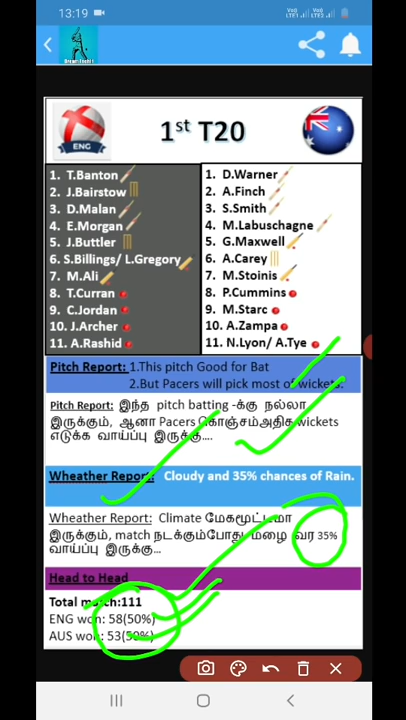 13:19
VoD LTE1 VoD LTE2
Dream Tech11
ENG
1st T20
1. T.Banton
2. J.Bairstow
3. D.Malan
4. E.Morgan
5. J.Buttler
6. S.Billings/ L.Gregory
7. M.Ali
8. T.Curran
9. C.Jordan
10. J.Archer
11. A.Rashid
1. D.Warner
2. A.Finch
3. S.Smith
4. M.Labuschagne
5. G.Maxwell
6. A.Carey
7. M.Stoinis
8. P.Cummins
9. M.Starc
10. A.Zampa
11. N.Lyon/ A.Tye
Pitch Report: 1.This pitch Good for Bat
2.But Pacers will pick most of wickets.
Pitch Report: இந்த pitch batting -க்கு நல்லா
இருக்கும், ஆனா Pacers கொஞ்சம்அதிக wickets
எடுக்க வாய்ப்பு இருக்கு....
Wheather Report: Cloudy and 35% chances of Rain.
Wheather Report: Climate மேகமூட்டமா
இருக்கும், match நடக்கும்போது மழை வர 35%
வாய்ப்பு இருக்கு...
Head to Head
Total match:111
ENG won: 58(50%)
AUS won: 53(50%)